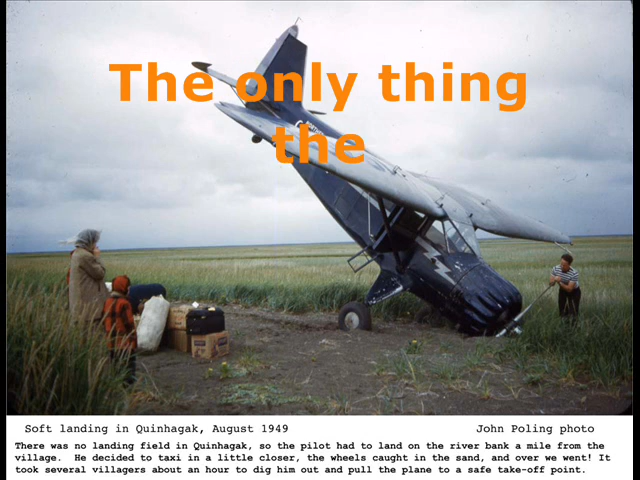 The only thing
the
Soft landing in Quinhagak, August 1949 John Poling photo
There was no landing field in Quinhagak, so the pilot had to land on the river bank a mile from the
village. He decided to taxi in a little closer, the wheels caught in the sand, and over we went! It
took several villagers about an hour to dig him out and pull the plane to a safe take-off point.